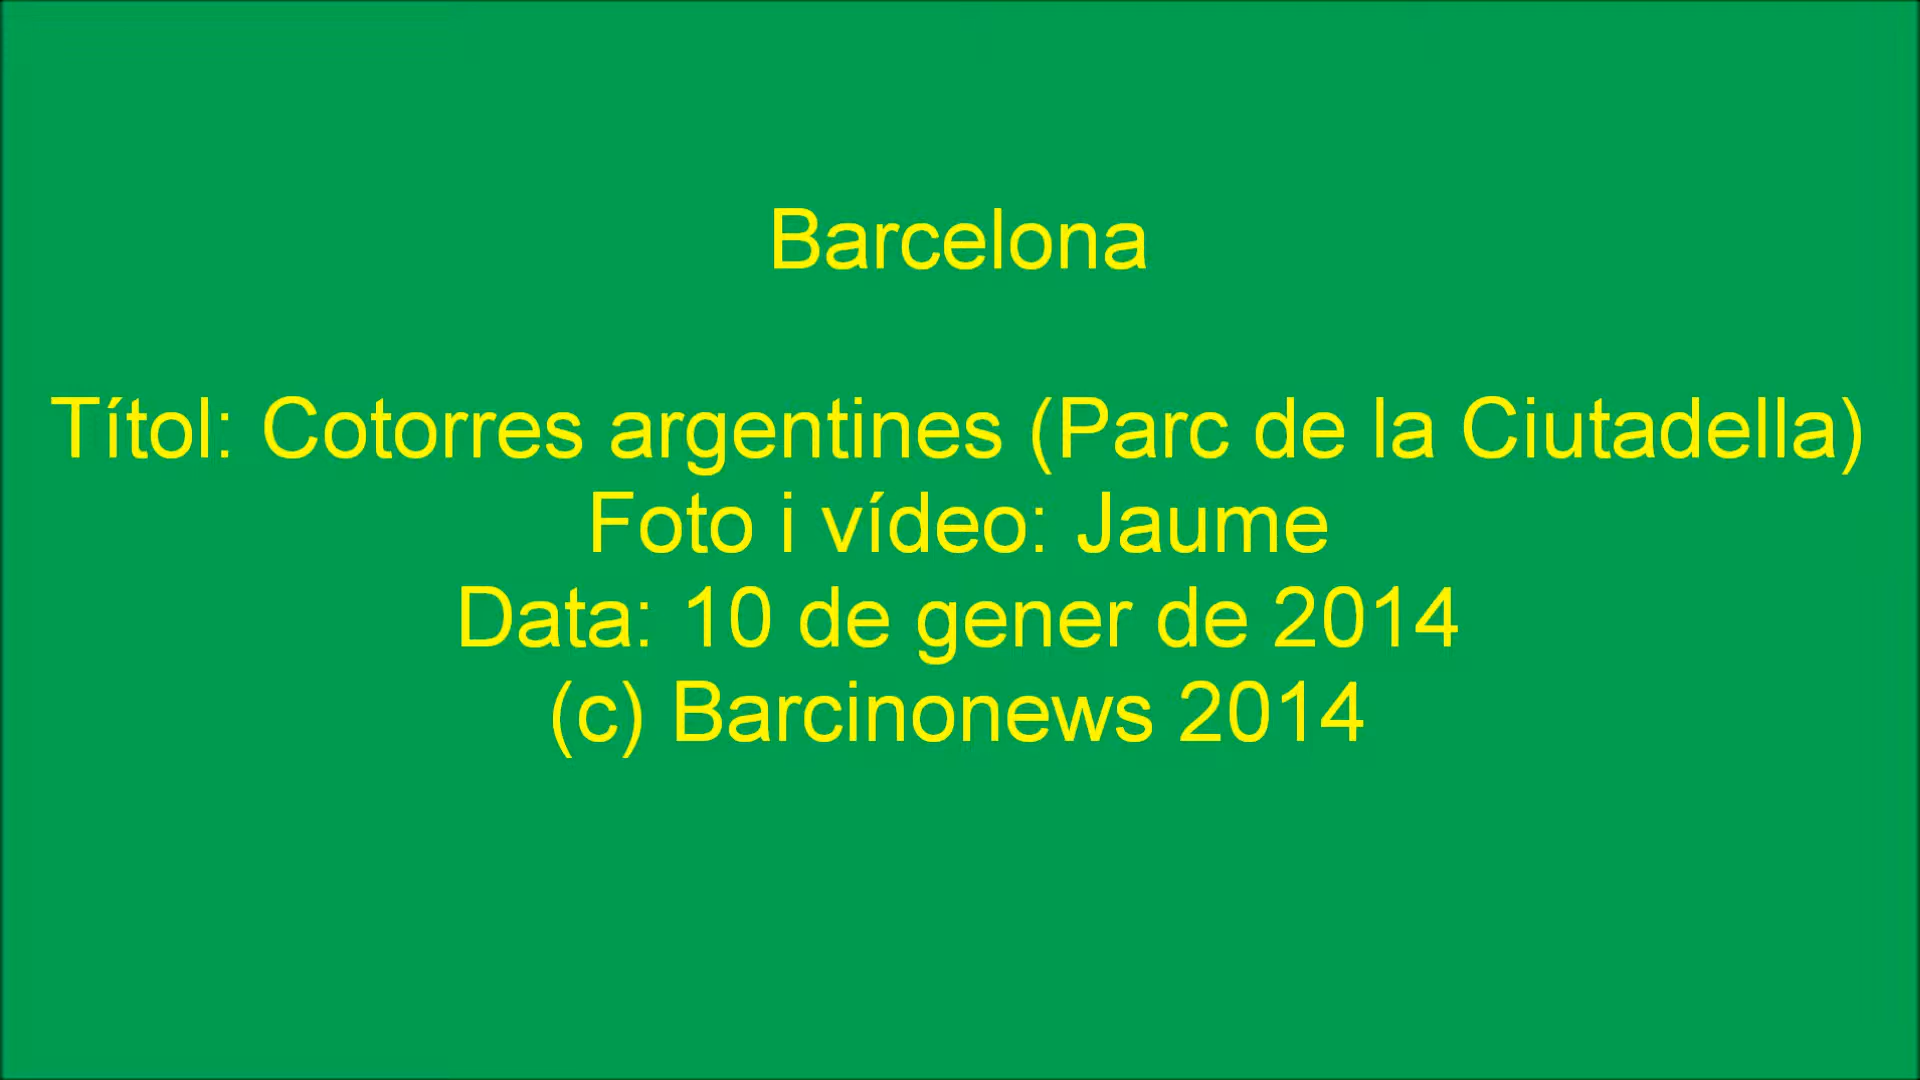 Barcelona
Títol: Cotorres argentines (Parc de la Ciutadella)
Foto i vídeo: Jaume
Data: 10 de gener de 2014
(c) Barcinonews 2014